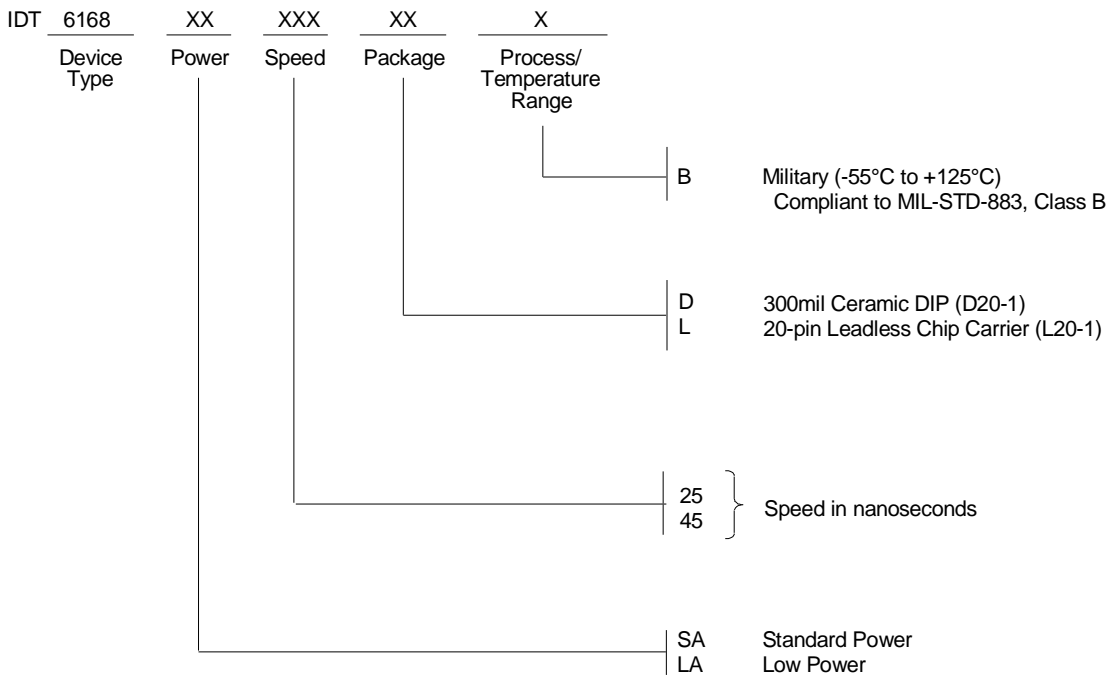 IDT 6168 XX XXX XX X
Device Type
Power
Speed
Package
Process/
Temperature
Range
B Military (-55°C to +125°C)
Compliant to MIL-STD-883, Class B
D 300mil Ceramic DIP (D20-1)
L 20-pin Leadless Chip Carrier (L20-1)
25
45
Speed in nanoseconds
SA Standard Power
LA Low Power